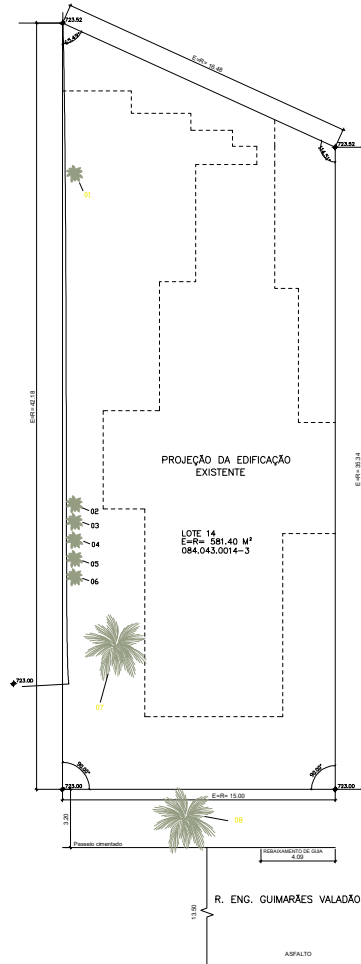 723.52
E=R= 16.48
723.52
01
E=R= 42.18
E=R= 35.34
PROJEÇÃO DA EDIFICAÇÃO
EXISTENTE
02
03
04
05
06
LOTE 14
E=R= 581.40 M²
084.043.0014-3
07
723.00
90.00°
90.00°
723.00
723.00
E=R= 15.00
3.20
08
Passeio cimentado
REBAIXAMENTO DE GUIA
4.09
13.50
R. ENG. GUIMARÃES VALADÃO
ASFALTO